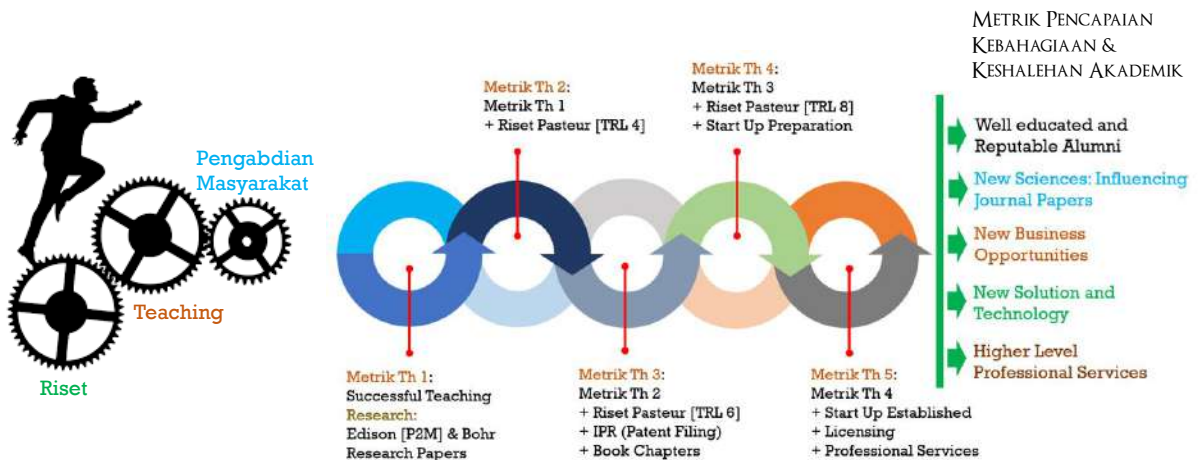 Pengabdian
Masyarakat
Teaching
Riset
Metrik Th 1:
Successful Teaching
Research:
Edison [P2M] & Bohr
Research Papers
Metrik Th 2:
Metrik Th 1
+ Riset Pasteur [TRL 4]
Metrik Th 3:
Metrik Th 2
+ Riset Pasteur [TRL 6]
+ IPR (Patent Filing)
+ Book Chapters
Metrik Th 4:
Metrik Th 3
+ Riset Pasteur [TRL 8]
+ Start Up Preparation
Metrik Th 5:
Metrik Th 4
+ Start Up Established
+ Licensing
+ Professional Services
METRIK PENCAPAIAN
KEBAHAGIAAN &
KESHALEHAN AKADEMIK
Well educated and
Reputable Alumni
New Sciences: Influencing
Journal Papers
New Business
Opportunities
New Solution and
Technology
Higher Level
Professional Services